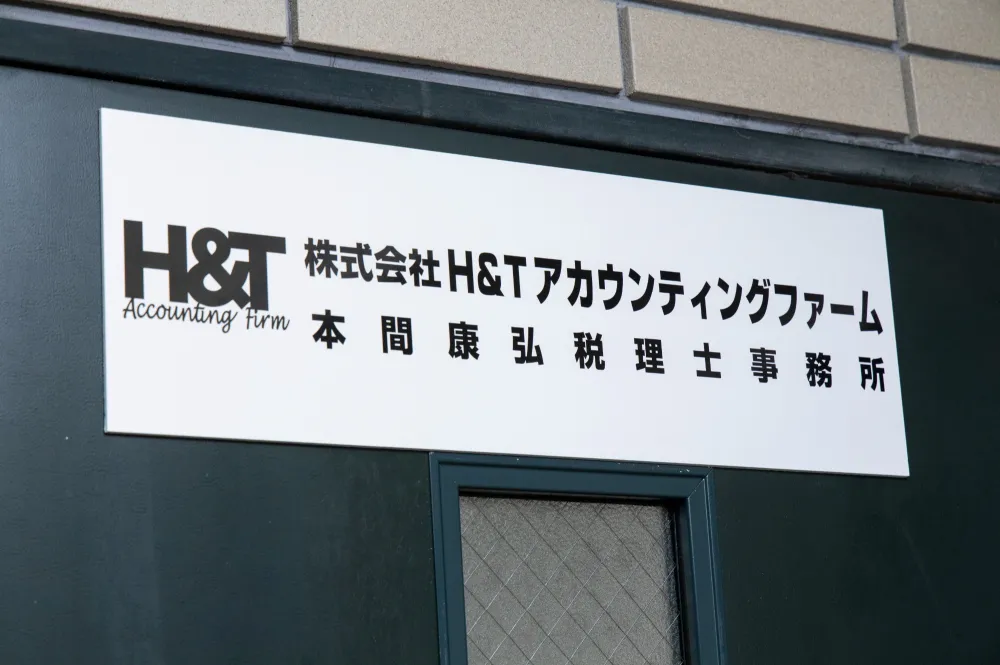 H&T
Accounting Firm
株式会社H&Tアカウンティングファーム
本間康弘税理士事務所